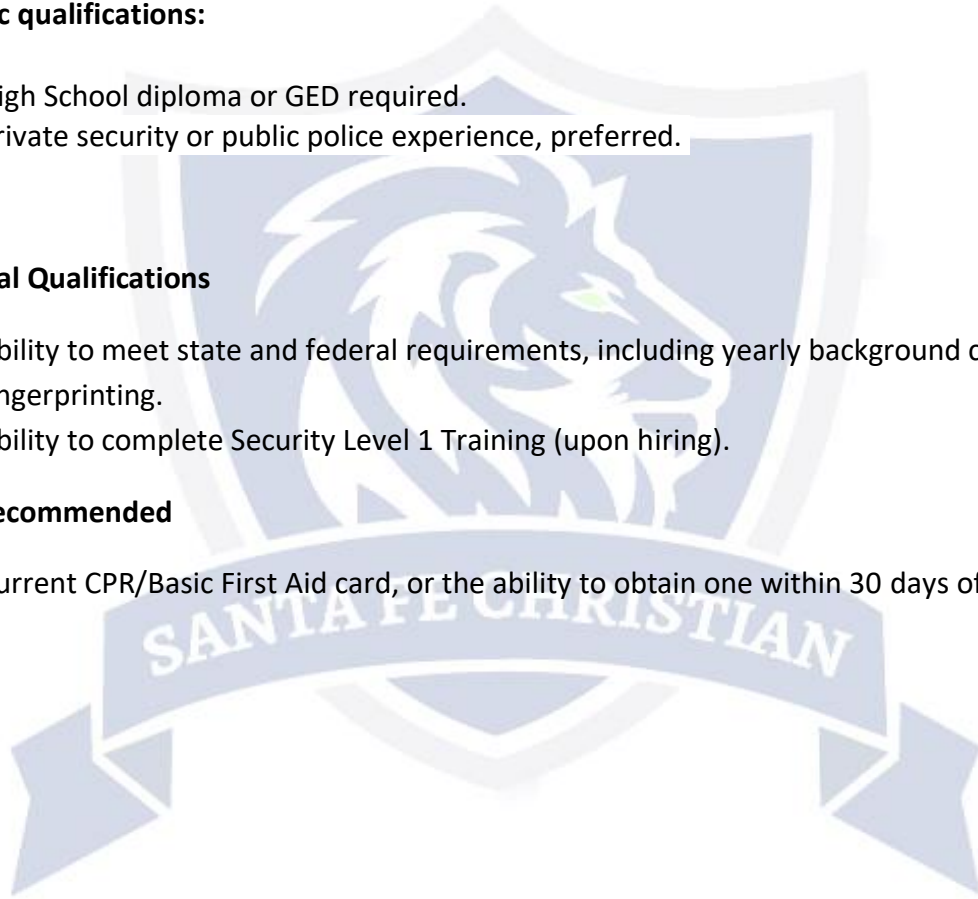 c qualifications:
igh School diploma or GED required.
rivate security or public police experience, preferred.
al Qualifications
bility to meet state and federal requirements, including yearly background c
ngerprinting.
bility to complete Security Level 1 Training (upon hiring).
ecommended
urrent CPR/Basic First Aid card, or the ability to obtain one within 30 days of
SANTA FE CHRISTIAN